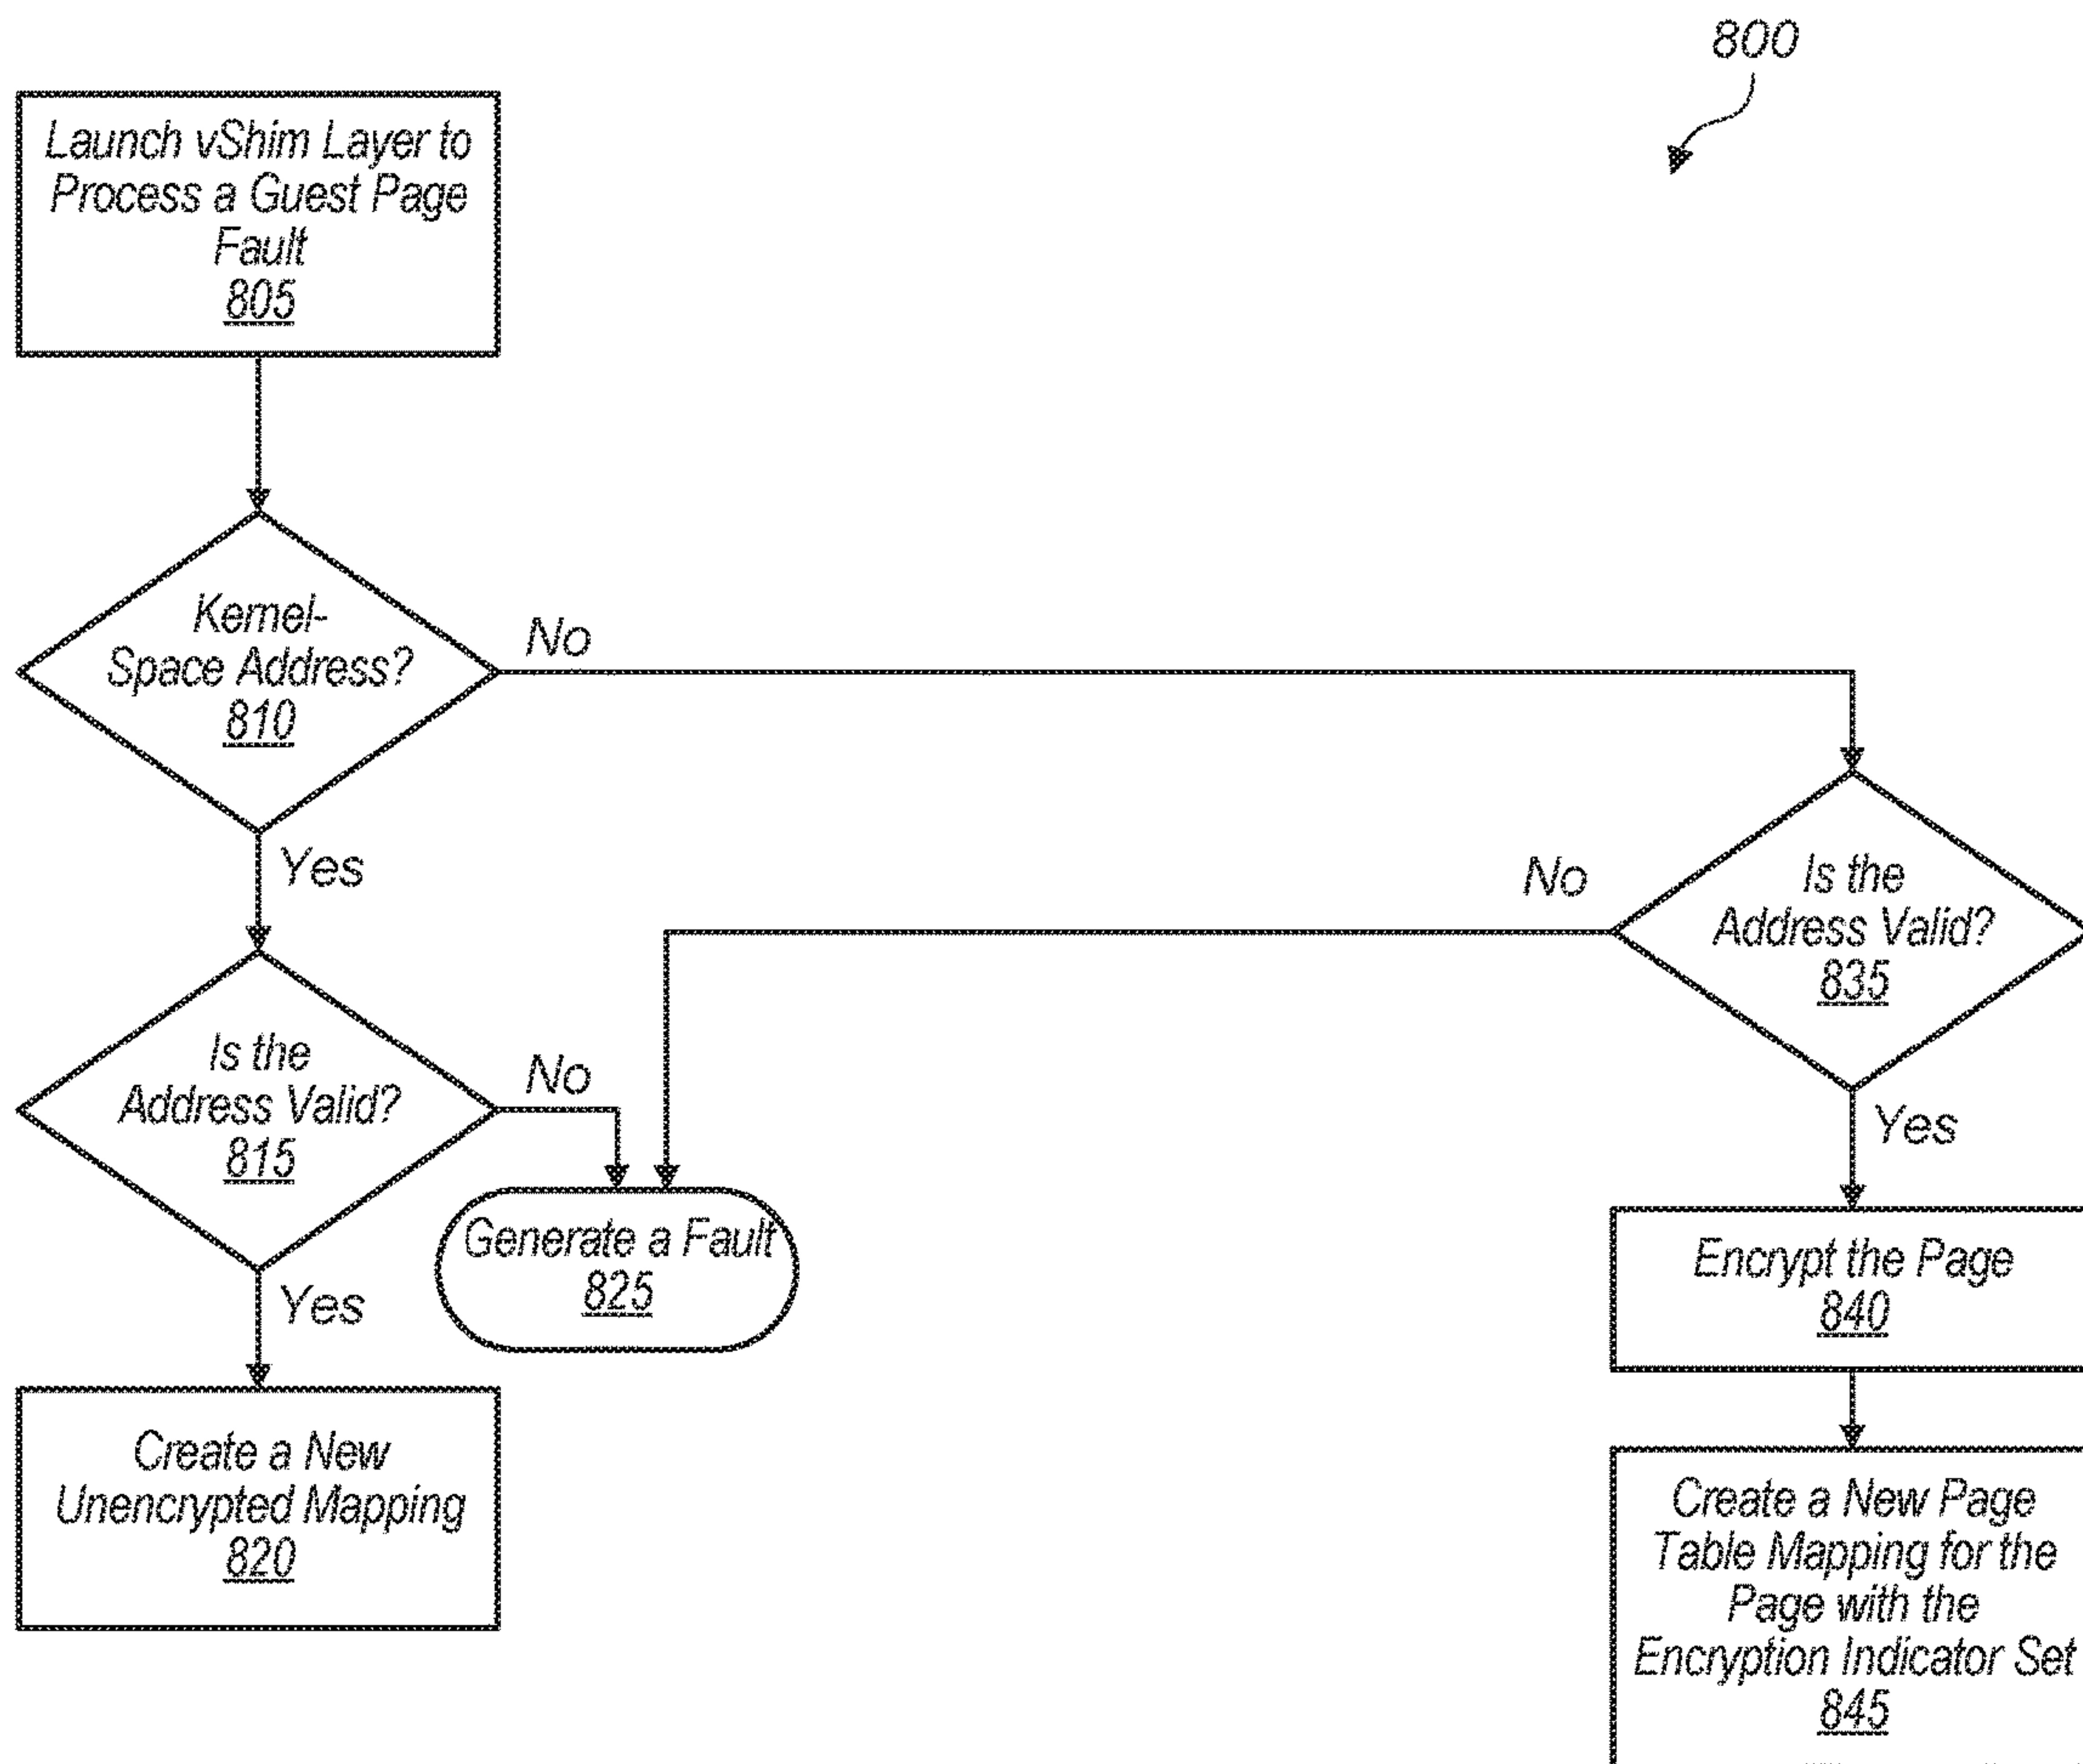 800
Launch vShim Layer to
Process a Guest Page
Fault
805
Kernel-
Space Address?
810
No
Yes
Is the
Address Valid?
835
No
Yes
Is the
Address Valid?
815
No
Yes
Generate a Fault
825
Encrypt the Page
840
Create a New
Unencrypted Mapping
820
Create a New Page
Table Mapping for the
Page with the
Encryption Indicator Set
845